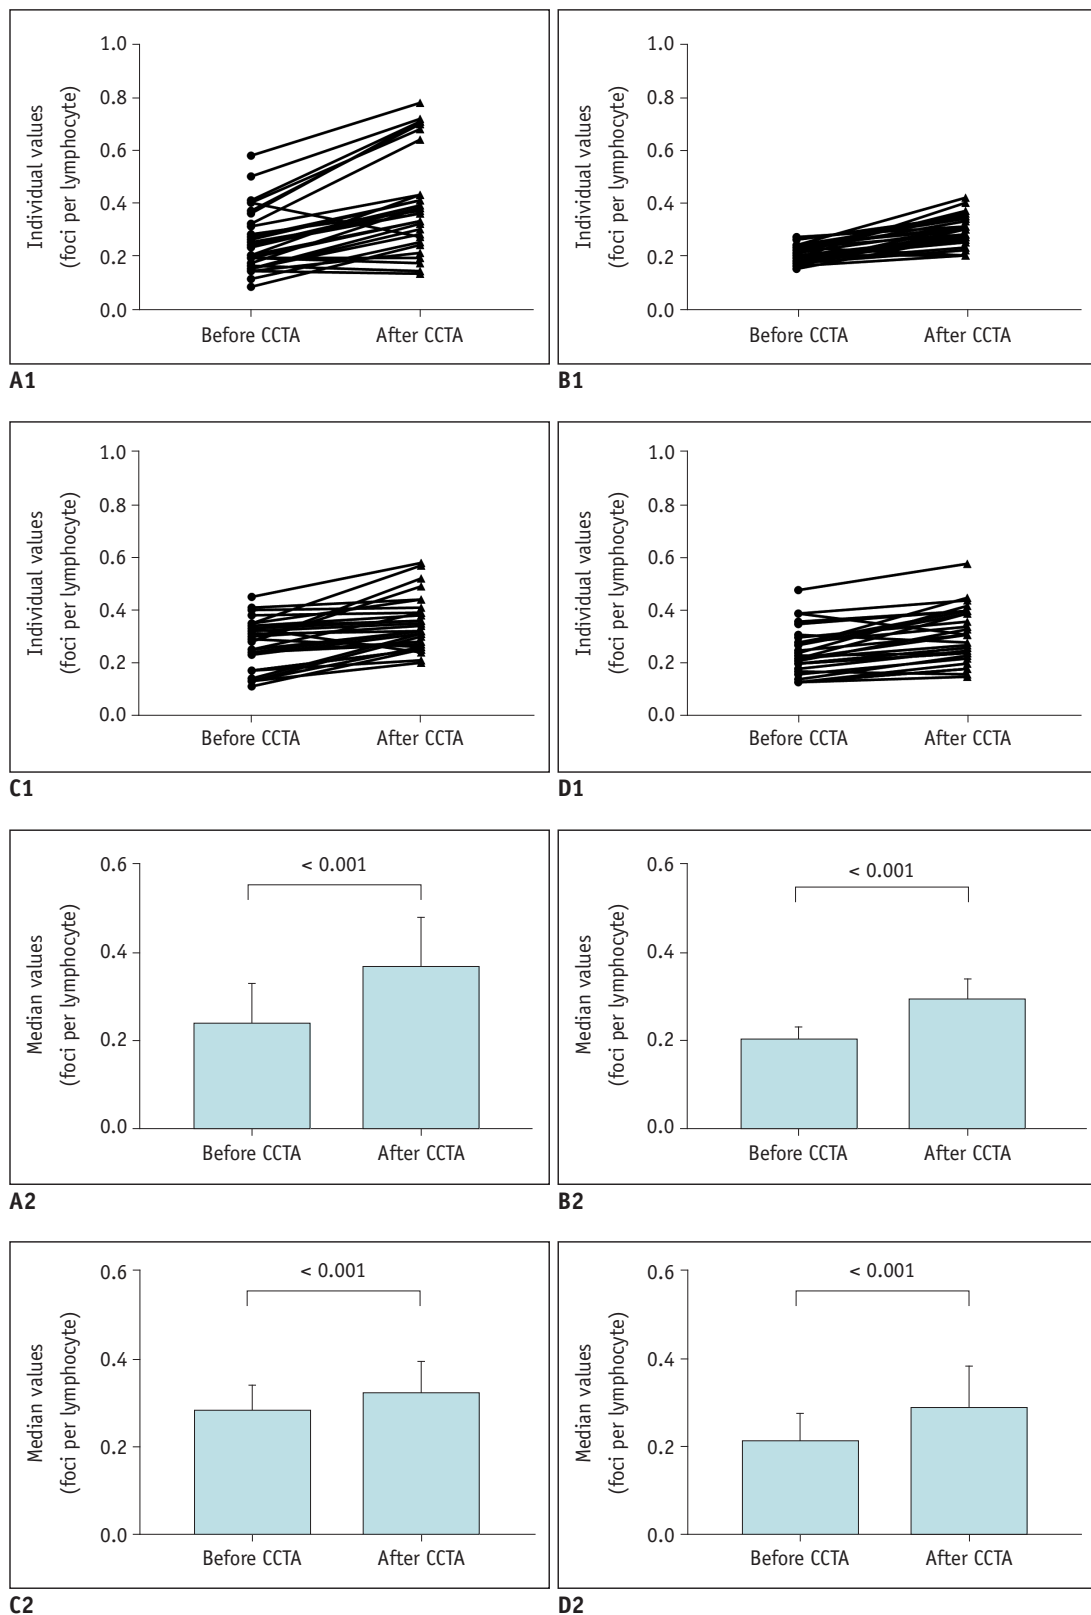 Individual values
(foci per lymphocyte)
1.0
0.8
0.6
0.4
0.2
0.0
Before CCTA
After CCTA
A1
Individual values
(foci per lymphocyte)
1.0
0.8
0.6
0.4
0.2
0.0
Before CCTA
After CCTA
B1
Individual values
(foci per lymphocyte)
1.0
0.8
0.6
0.4
0.2
0.0
Before CCTA
After CCTA
C1
Individual values
(foci per lymphocyte)
1.0
0.8
0.6
0.4
0.2
0.0
Before CCTA
After CCTA
D1
Median values
(foci per lymphocyte)
0.6
0.4
0.2
0.0
< 0.001
Before CCTA
After CCTA
A2
Median values
(foci per lymphocyte)
0.6
0.4
0.2
0.0
< 0.001
Before CCTA
After CCTA
B2
Median values
(foci per lymphocyte)
0.6
0.4
0.2
0.0
< 0.001
Before CCTA
After CCTA
C2
Median values
(foci per lymphocyte)
0.6
0.4
0.2
0.0
< 0.001
Before CCTA
After CCTA
D2